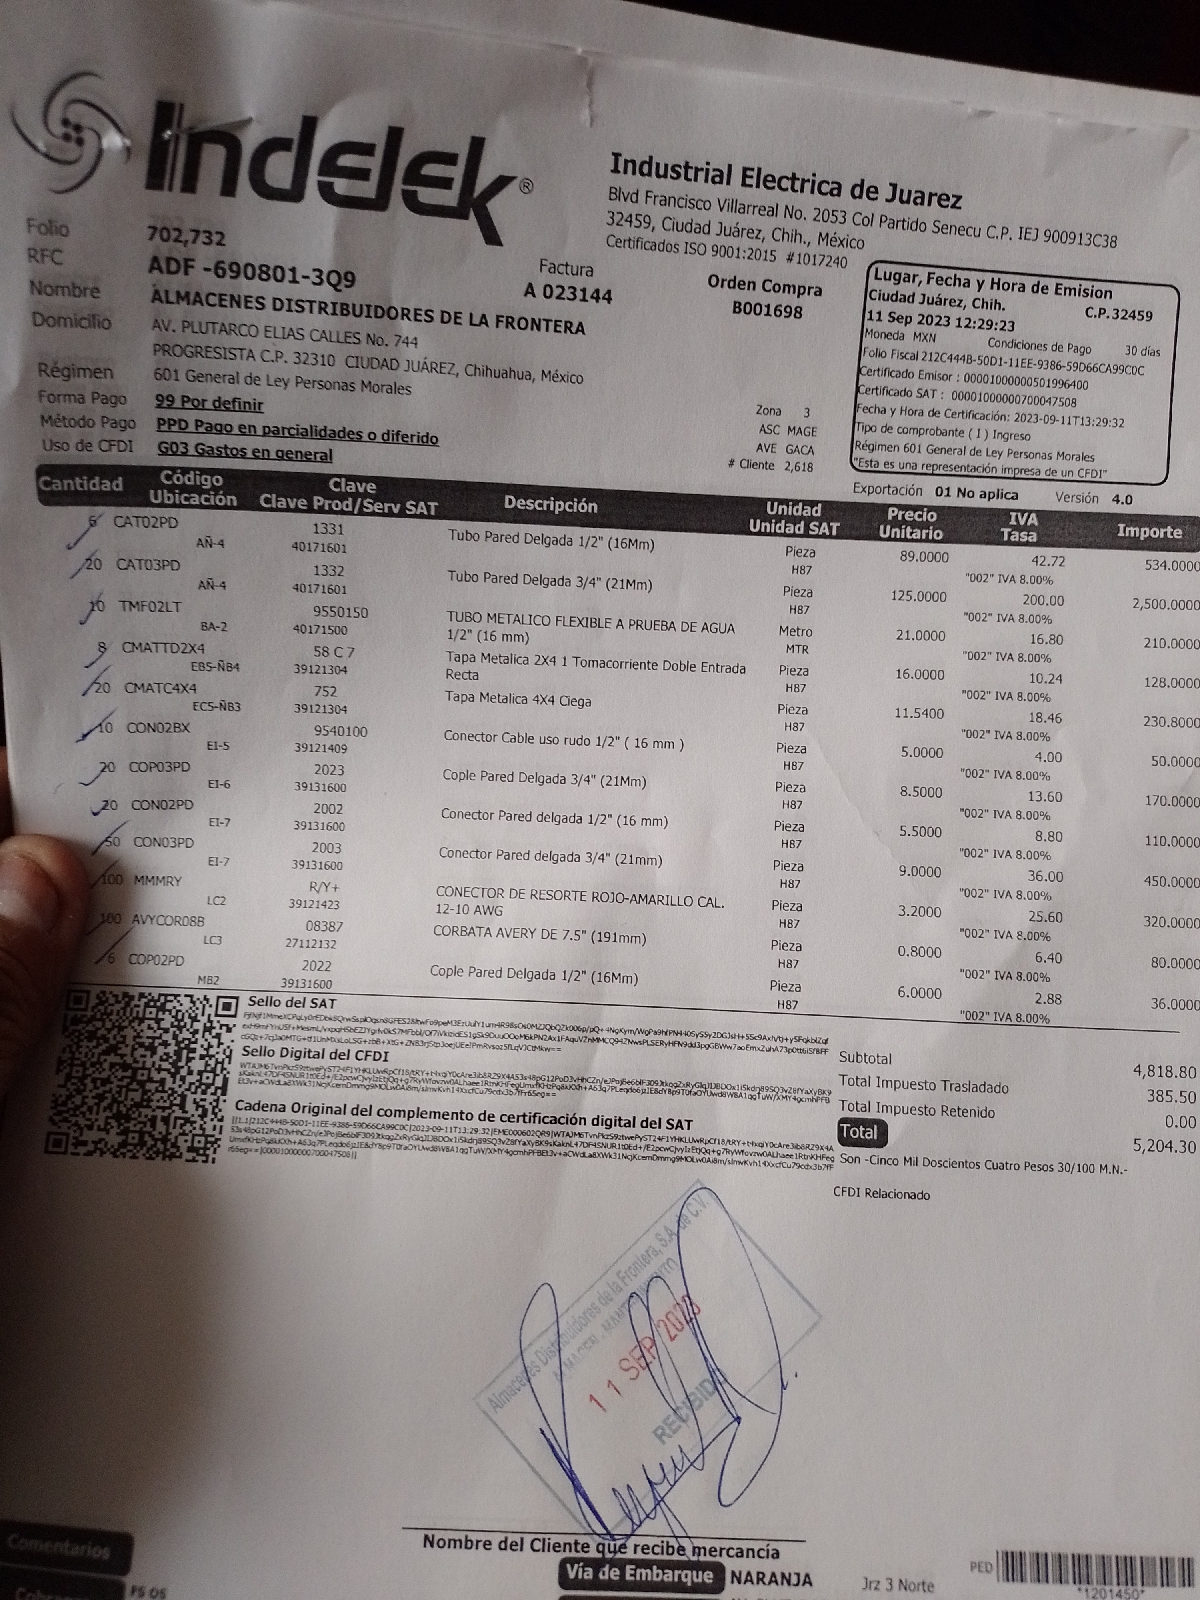 Indelek®
Industrial Electrica de Juarez
Blvd Francisco Villarreal No. 2053 Col Partido Senecu C.P. IEJ 900913C38
32459, Ciudad Juárez, Chih., México
Certificados ISO 9001:2015 #1017240
Folio 702,732
RFC ADF -690801-3Q9
Nombre ALMACENES DISTRIBUIDORES DE LA FRONTERA
Domicilio AV. PLUTARCO ELIAS CALLES No. 744
PROGRESISTA C.P. 32310 CIUDAD JUÁREZ, Chihuahua, México
Régimen 601 General de Ley Personas Morales
Forma Pago 99 Por definir
Método Pago PPD Pago en parcialidades o diferido
Uso de CFDI G03 Gastos en general
Factura
A 023144
Orden Compra
B001698
Zona 3
ASC MAGE
AVE GACA
# Cliente 2,618
Lugar, Fecha y Hora de Emision
Ciudad Juárez, Chih. C.P. 32459
11 Sep 2023 12:29:23
Moneda MXN Condiciones de Pago 30 días
Folio Fiscal 212C444B-50D1-11EE-9386-59D66CA99C0C
Certificado Emisor : 00001000000501996400
Certificado SAT : 00001000000700047508
Fecha y Hora de Certificación: 2023-09-11T13:29:32
Tipo de comprobante ( I ) Ingreso
Régimen 601 General de Ley Personas Morales
"Esta es una representación impresa de un CFDI"
Exportación 01 No aplica Versión 4.0
Cantidad Código Clave Descripción Unidad Precio IVA Importe
Ubicación Clave Prod/Serv SAT Unidad SAT Unitario Tasa
6 CAT02PD 1331 Tubo Pared Delgada 1/2" (16Mm) Pieza 89.0000 42.72 534.0000
AÑ-4 40171601 H87 "002" IVA 8.00%
20 CAT03PD 1332 Tubo Pared Delgada 3/4" (21Mm) Pieza 125.0000 200.00 2,500.0000
AÑ-4 40171601 H87 "002" IVA 8.00%
10 TMF02LT 9550150 TUBO METALICO FLEXIBLE A PRUEBA DE AGUA Metro 21.0000 16.80 210.0000
BA-2 40171500 1/2" (16 mm) MTR "002" IVA 8.00%
8 CMATTD2X4 58 C 7 Tapa Metalica 2X4 1 Tomacorriente Doble Entrada Pieza 16.0000 10.24 128.0000
EB5-ÑB4 39121304 Recta H87 "002" IVA 8.00%
20 CMATC4X4 752 Tapa Metalica 4X4 Ciega Pieza 11.5400 18.46 230.8000
EC5-ÑB3 39121304 H87 "002" IVA 8.00%
10 CON02BX 9540100 Conector Cable uso rudo 1/2" ( 16 mm ) Pieza 5.0000 4.00 50.0000
EI-5 39121409 H87 "002" IVA 8.00%
20 COP03PD 2023 Cople Pared Delgada 3/4" (21Mm) Pieza 8.5000 13.60 170.0000
EI-6 39131600 H87 "002" IVA 8.00%
20 CON02PD 2002 Conector Pared delgada 1/2" (16 mm) Pieza 5.5000 8.80 110.0000
EI-7 39131600 H87 "002" IVA 8.00%
50 CON03PD 2003 Conector Pared delgada 3/4" (21mm) Pieza 9.0000 36.00 450.0000
EI-7 39131600 H87 "002" IVA 8.00%
100 MMMRY R/Y+ CONECTOR DE RESORTE ROJO-AMARILLO CAL. Pieza 3.2000 25.60 320.0000
LC2 39121423 12-10 AWG H87 "002" IVA 8.00%
100 AVYCOR08B 08387 CORBATA AVERY DE 7.5" (191mm) Pieza 0.8000 6.40 80.0000
LC3 27112132 H87 "002" IVA 8.00%
6 COP02PD 2022 Cople Pared Delgada 1/2" (16Mm) Pieza 6.0000 2.88 36.0000
MB2 39131600 H87 "002" IVA 8.00%
Sello del SAT
Sello Digital del CFDI
Cadena Original del complemento de certificación digital del SAT
Subtotal 4,818.80
Total Impuesto Trasladado 385.50
Total Impuesto Retenido 0.00
Total 5,204.30
Son -Cinco Mil Doscientos Cuatro Pesos 30/100 M.N.-
CFDI Relacionado
Almacenes Distribuidores de la Frontera, S.A. de C.V.
11 SEP 2023
RECIBIDO
Nombre del Cliente que recibe mercancía
Vía de Embarque NARANJA
Jrz 3 Norte
PED
*1201450*
Comentarios